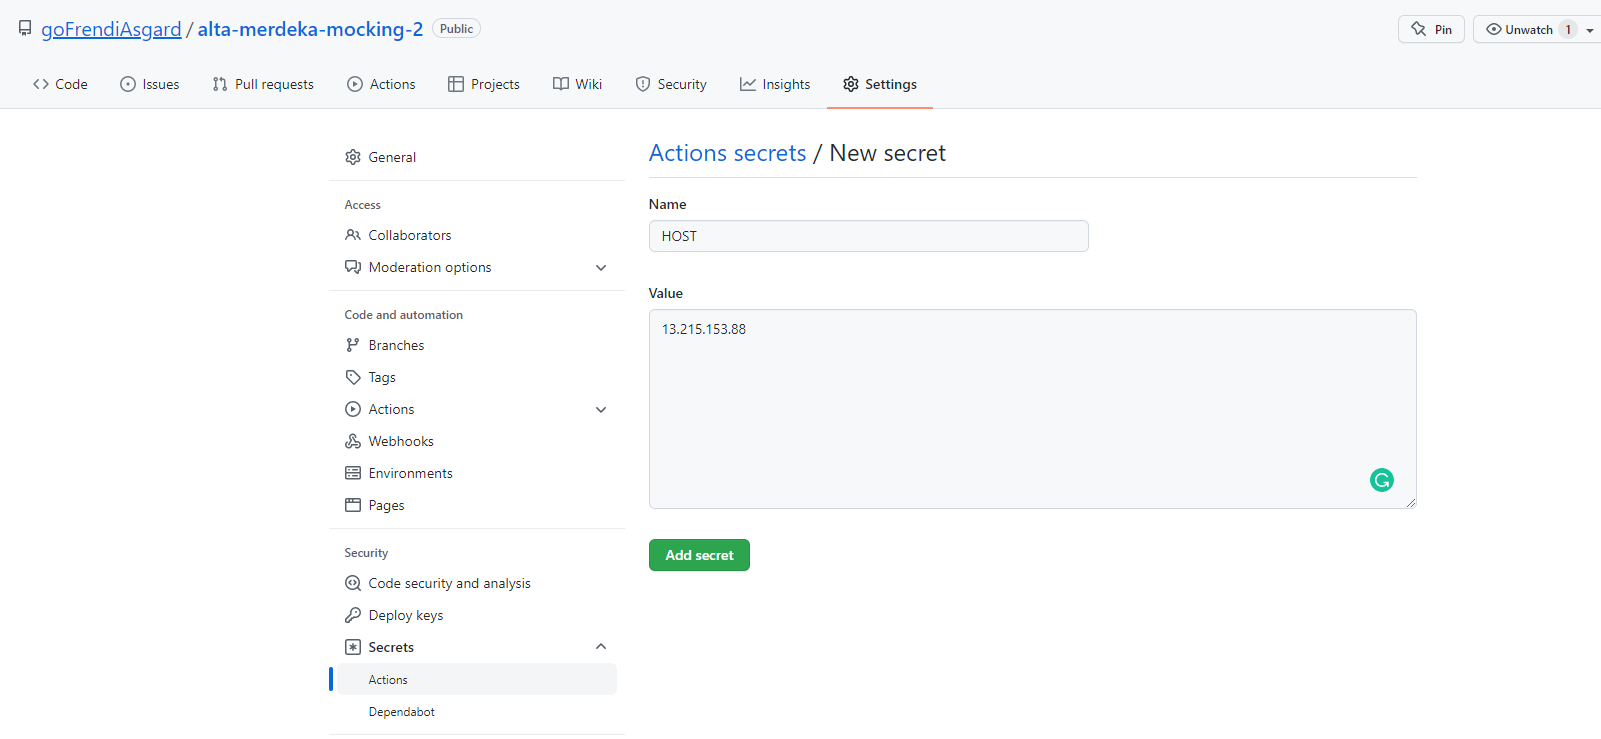 goFrendiAsgard / alta-merdeka-mocking-2 Public
Pin
Unwatch 1
Code Issues Pull requests Actions Projects Wiki Security Insights Settings
General
Access
Collaborators
Moderation options
Code and automation
Branches
Tags
Actions
Webhooks
Environments
Pages
Security
Code security and analysis
Deploy keys
Secrets
Actions
Dependabot
Actions secrets / New secret
Name
HOST
Value
13.215.153.88
Add secret